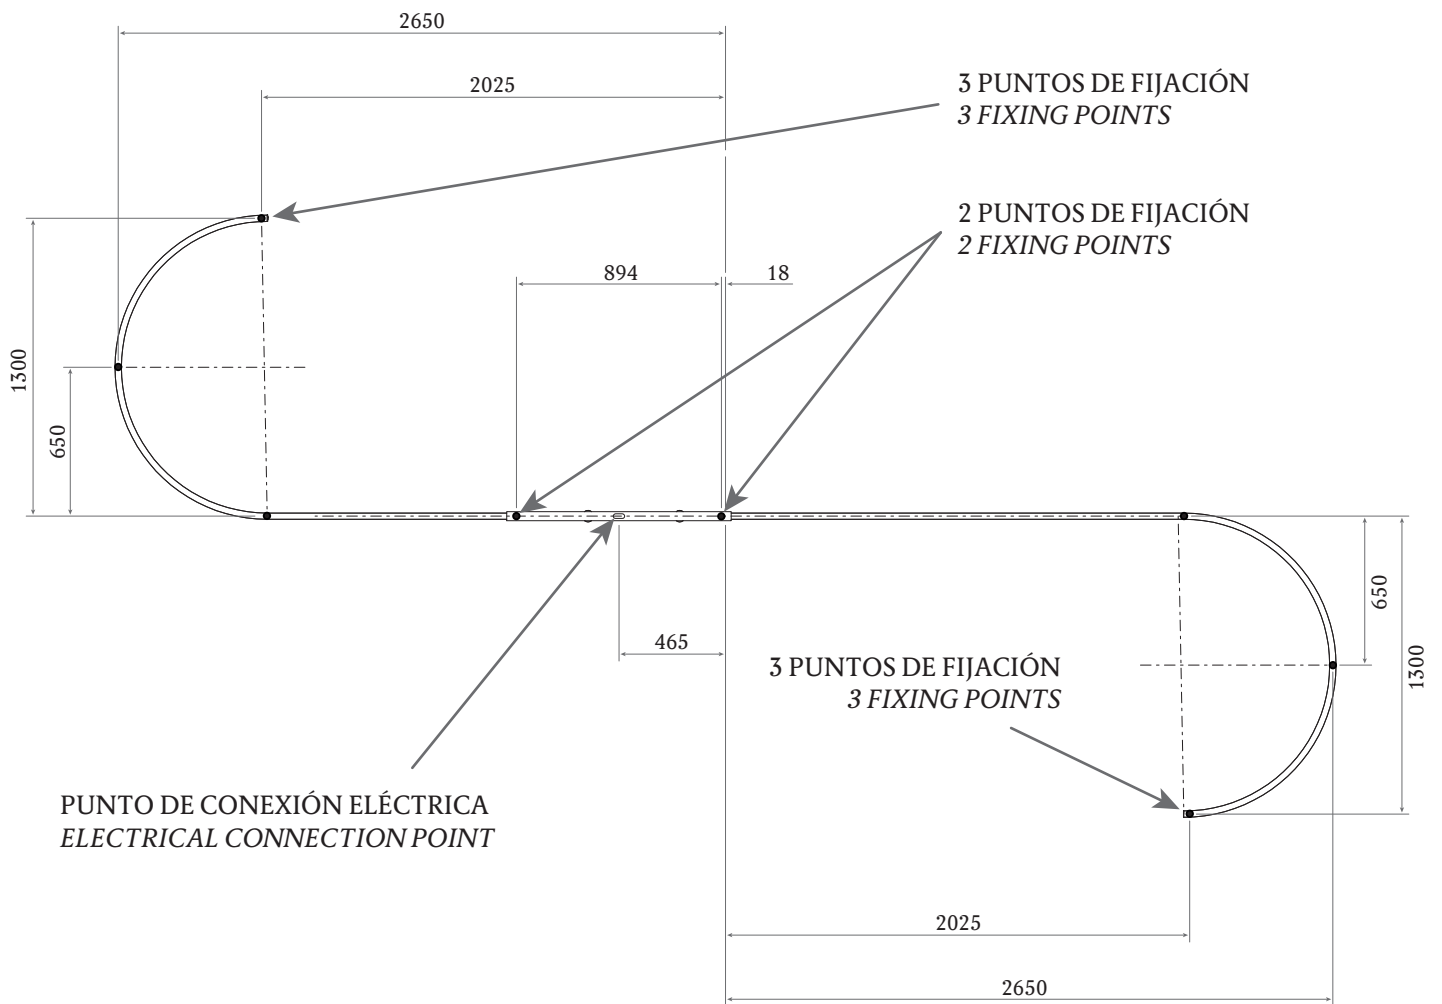 2650
2025
3 PUNTOS DE FIJACIÓN
3 FIXING POINTS
2 PUNTOS DE FIJACIÓN
2 FIXING POINTS
894
18
1300
650
465
650
1300
3 PUNTOS DE FIJACIÓN
3 FIXING POINTS
PUNTO DE CONEXIÓN ELÉCTRICA
ELECTRICAL CONNECTION POINT
2025
2650